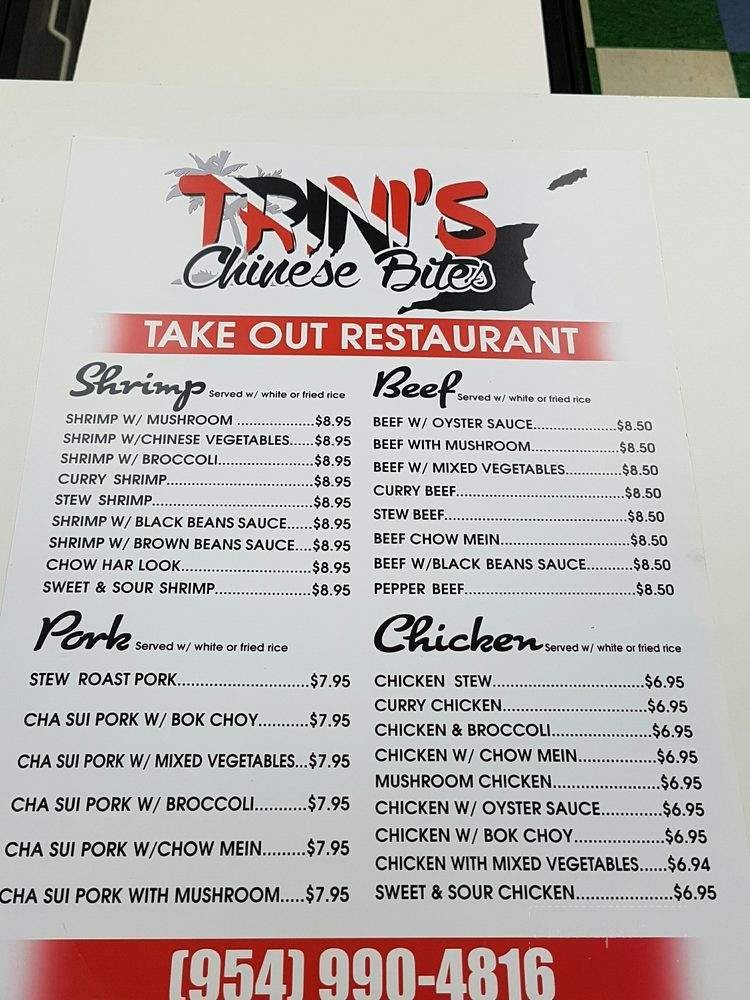 TRINI'S
Chinese Bites
TAKE OUT RESTAURANT
Shrimp Served w/ white or fried rice
SHRIMP W/ MUSHROOM ..................$8.95
SHRIMP W/CHINESE VEGETABLES......$8.95
SHRIMP W/ BROCCOLI.......................$8.95
CURRY SHRIMP...................................$8.95
STEW SHRIMP......................................$8.95
SHRIMP W/ BLACK BEANS SAUCE......$8.95
SHRIMP W/ BROWN BEANS SAUCE....$8.95
CHOW HAR LOOK...............................$8.95
SWEET & SOUR SHRIMP.......................$8.95
Beef Served w/ white or fried rice
BEEF W/ OYSTER SAUCE....................$8.50
BEEF WITH MUSHROOM.....................$8.50
BEEF W/ MIXED VEGETABLES.............$8.50
CURRY BEEF........................................$8.50
STEW BEEF...........................................$8.50
BEEF CHOW MEIN..............................$8.50
BEEF W/BLACK BEANS SAUCE...........$8.50
PEPPER BEEF........................................$8.50
Pork Served w/ white or fried rice
STEW ROAST PORK.............................$7.95
CHA SUI PORK W/ BOK CHOY...........$7.95
CHA SUI PORK W/ MIXED VEGETABLES...$7.95
CHA SUI PORK W/ BROCCOLI...........$7.95
CHA SUI PORK W/CHOW MEIN.........$7.95
CHA SUI PORK WITH MUSHROOM.....$7.95
Chicken Served w/ white or fried rice
CHICKEN STEW...................................$6.95
CURRY CHICKEN.................................$6.95
CHICKEN & BROCCOLI.......................$6.95
CHICKEN W/ CHOW MEIN.................$6.95
MUSHROOM CHICKEN........................$6.95
CHICKEN W/ OYSTER SAUCE.............$6.95
CHICKEN W/ BOK CHOY....................$6.95
CHICKEN WITH MIXED VEGETABLES......$6.94
SWEET & SOUR CHICKEN.....................$6.95
(954) 990-4816